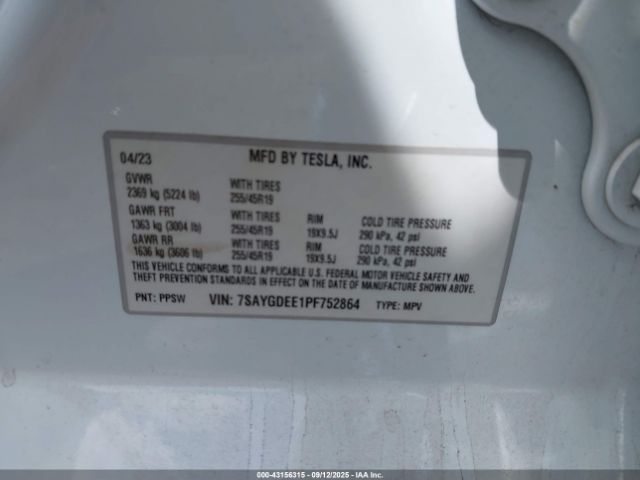 04/23 MFD BY TESLA, INC.
GVWR WITH TIRES
2369 kg (5224 lb) 255/45R19
GAWR FRT WITH TIRES RIM COLD TIRE PRESSURE
1363 kg (3004 lb) 255/45R19 19X9.5J 290 kPa, 42 psi
GAWR RR WITH TIRES RIM COLD TIRE PRESSURE
1636 kg (3606 lb) 255/45R19 19X9.5J 290 kPa, 42 psi
THIS VEHICLE CONFORMS TO ALL APPLICABLE U.S. FEDERAL MOTOR VEHICLE SAFETY AND
THEFT PREVENTION STANDARDS IN EFFECT ON THE DATE OF MANUFACTURE SHOWN ABOVE.
PNT: PPSW VIN: 7SAYGDEE1PF752864 TYPE: MPV
000-43156315 - 09/12/2025 - IAAI.com